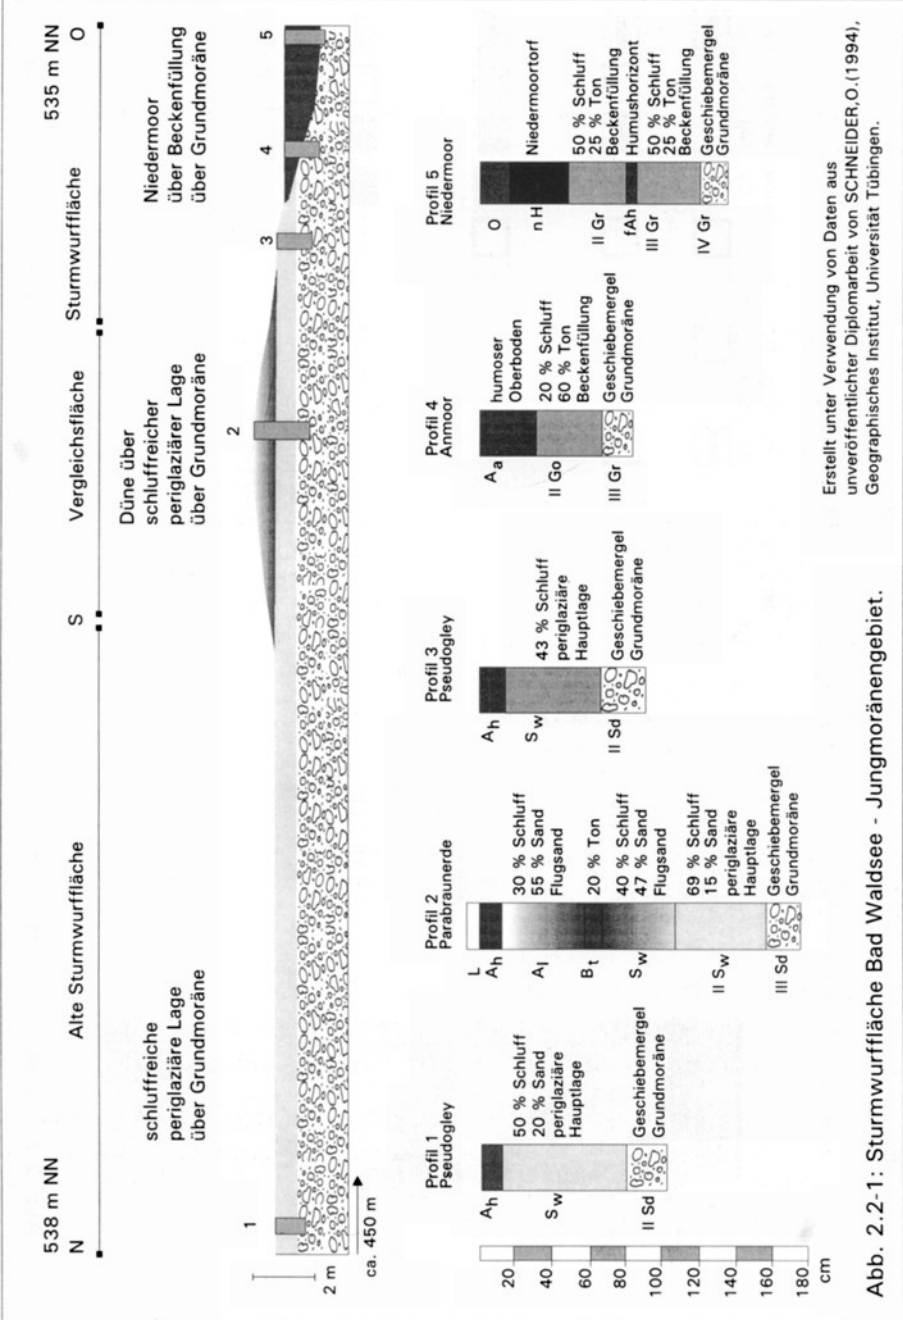 538 m NN
535 m NN
N
Alte Sturmwurffläche
S
Vergleichsfläche
Sturmwurffläche
O
schluffreiche
periglaziäre Lage
über Grundmoräne
Düne über
schluffreicher
periglaziärer Lage
über Grundmoräne
Niedermoor
über Beckenfüllung
über Grundmoräne
1
2
3
4
5
2 m
ca. 450 m
20
40
60
80
100
120
140
160
180
cm
Profil 1
Pseudogley
Ah
Sw
II Sd
50 % Schluff
20 % Sand
periglaziäre
Hauptlage
Geschiebemergel
Grundmoräne
Profil 2
Parabraunerde
L
Ah
Al
Bt
Sw
II Sw
III Sd
30 % Schluff
55 % Sand
Flugsand
20 % Ton
40 % Schluff
47 % Sand
Flugsand
69 % Schluff
15 % Sand
periglaziäre
Hauptlage
Geschiebemergel
Grundmoräne
Profil 3
Pseudogley
Ah
Sw
II Sd
43 % Schluff
periglaziäre
Hauptlage
Geschiebemergel
Grundmoräne
Profil 4
Anmoor
Aa
II Go
III Gr
humoser
Oberboden
20 % Schluff
60 % Ton
Beckenfüllung
Geschiebemergel
Grundmoräne
Profil 5
Niedermoor
O
nH
II Gr
fAh
III Gr
IV Gr
Niedermoortorf
50 % Schluff
25 % Ton
Beckenfüllung
Humushorizont
50 % Schluff
25 % Ton
Beckenfüllung
Geschiebemergel
Grundmoräne
Erstellt unter Verwendung von Daten aus
unveröffentlichter Diplomarbeit von SCHNEIDER,O.(1994),
Geographisches Institut, Universität Tübingen.
Abb. 2.2-1: Sturmwurffläche Bad Waldsee - Jungmoränengebiet.